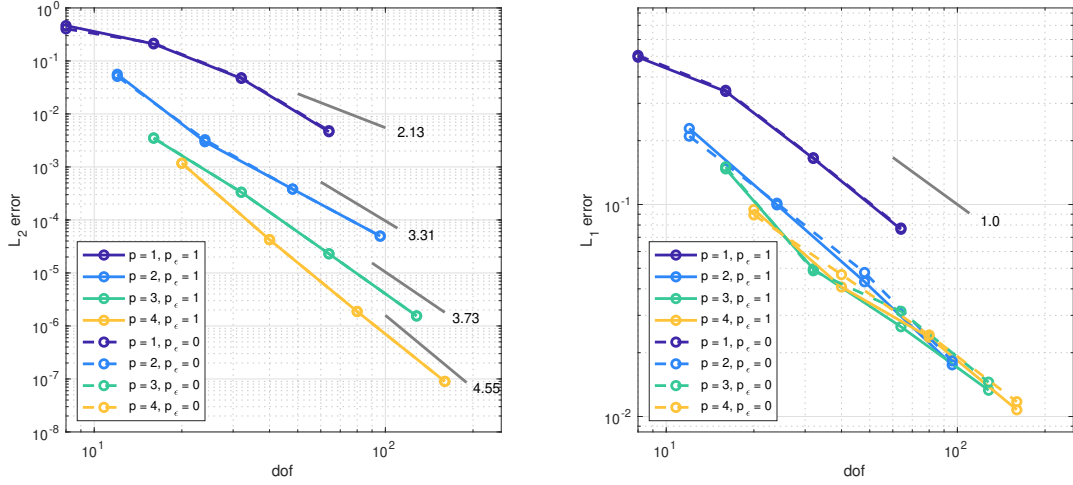 10^0
10^-1
10^-2
10^-3
10^-4
10^-5
10^-6
10^-7
10^-8
L_2 error
2.13
3.31
3.73
4.55
p = 1, p_ϵ = 1
p = 2, p_ϵ = 1
p = 3, p_ϵ = 1
p = 4, p_ϵ = 1
p = 1, p_ϵ = 0
p = 2, p_ϵ = 0
p = 3, p_ϵ = 0
p = 4, p_ϵ = 0
10^1 10^2
dof
10^-1
10^-2
L_1 error
1.0
p = 1, p_ϵ = 1
p = 2, p_ϵ = 1
p = 3, p_ϵ = 1
p = 4, p_ϵ = 1
p = 1, p_ϵ = 0
p = 2, p_ϵ = 0
p = 3, p_ϵ = 0
p = 4, p_ϵ = 0
10^1 10^2
dof